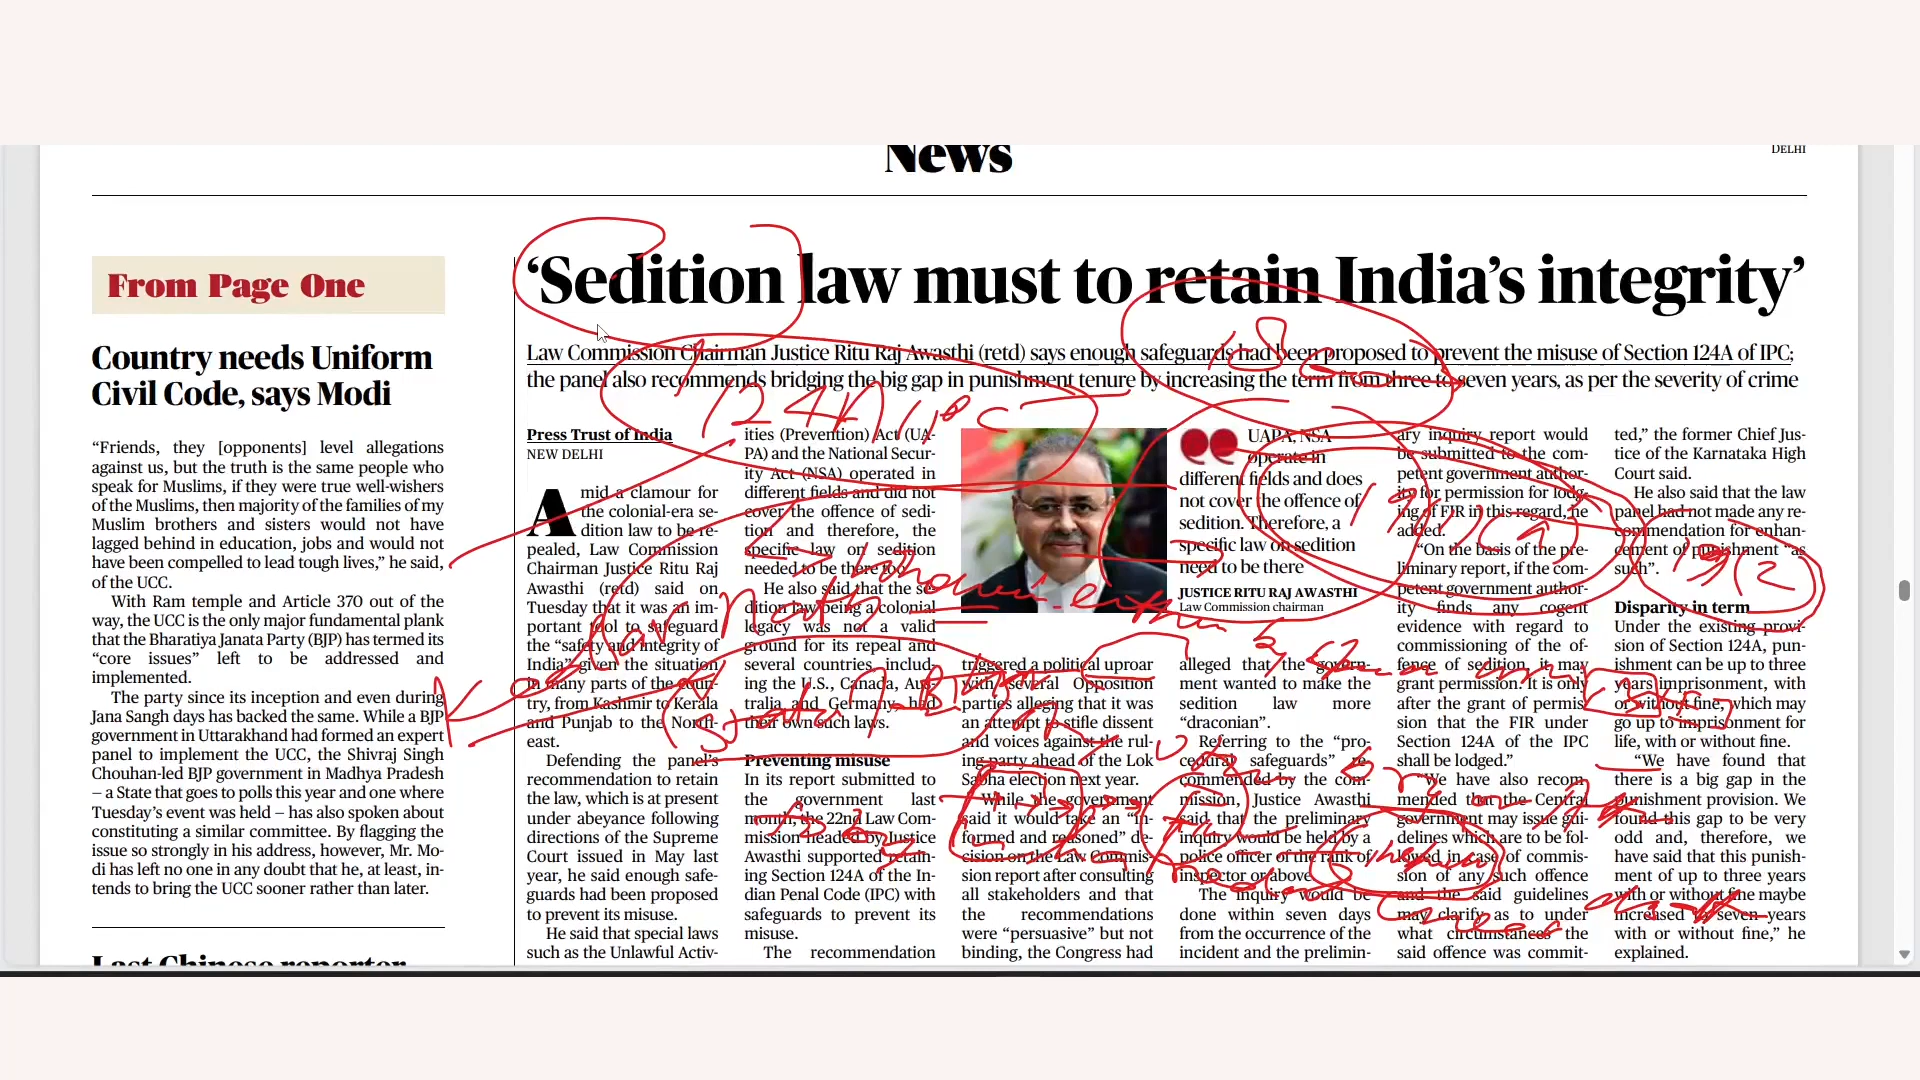 News
DELHI
From Page One
Country needs Uniform
Civil Code, says Modi
“Friends, they [opponents] level allegations
against us, but the truth is the same people who
speak for Muslims, if they were true well-wishers
of the Muslims, then majority of the families of my
Muslim brothers and sisters would not have
lagged behind in education, jobs and would not
have been compelled to lead tough lives,” he said,
of the UCC.
With Ram temple and Article 370 out of the
way, the UCC is the only major fundamental plank
that the Bharatiya Janata Party (BJP) has termed its
“core issues” left to be addressed and
implemented.
The party since its inception and even during
Jana Sangh days has backed the same. While a BJP
government in Uttarakhand had formed an expert
panel to implement the UCC, the Shivraj Singh
Chouhan-led BJP government in Madhya Pradesh
– a State that goes to polls this year and one where
Tuesday’s event was held – has also spoken about
constituting a similar committee. By flagging the
issue so strongly in his address, however, Mr. Mo-
di has left no one in any doubt that he, at least, in-
tends to bring the UCC sooner rather than later.
Last Chinese reporter
‘Sedition law must to retain India’s integrity’
Law Commission Chairman Justice Ritu Raj Awasthi (retd) says enough safeguards had been proposed to prevent the misuse of Section 124A of IPC;
the panel also recommends bridging the big gap in punishment tenure by increasing the term from three to seven years, as per the severity of crime
Press Trust of India
NEW DELHI
Amid a clamour for
the colonial-era se-
dition law to be re-
pealed, Law Commission
Chairman Justice Ritu Raj
Awasthi (retd) said on
Tuesday that it was an im-
portant tool to safeguard
the “safety and integrity of
India” given the situation
in many parts of the coun-
try, from Kashmir to Kerala
and Punjab to the North-
east.
Defending the panel’s
recommendation to retain
the law, which is at present
under abeyance following
directions of the Supreme
Court issued in May last
year, he said enough safe-
guards had been proposed
to prevent its misuse.
He said that special laws
such as the Unlawful Activ-
ities (Prevention) Act (UA-
PA) and the National Secur-
ity Act (NSA) operated in
different fields and did not
cover the offence of sedi-
tion and therefore, the
specific law on sedition
needed to be there too.
He also said that the se-
dition law being a colonial
legacy was not a valid
ground for its repeal and
several countries, includ-
ing the U.S., Canada, Aus-
tralia and Germany, had
their own such laws.
Preventing misuse
In its report submitted to
the government last
month, the 22nd Law Com-
mission headed by Justice
Awasthi supported retain-
ing Section 124A of the In-
dian Penal Code (IPC) with
safeguards to prevent its
misuse.
The recommendation
triggered a political uproar
with several Opposition
parties alleging that it was
an attempt to stifle dissent
and voices against the rul-
ing party ahead of the Lok
Sabha election next year.
While the government
said it would take an “in-
formed and reasoned” de-
cision on the Law Commis-
sion report after consulting
all stakeholders and that
the recommendations
were “persuasive” but not
binding, the Congress had
UAPA, NSA
operate in
different fields and does
not cover the offence of
sedition. Therefore, a
specific law on sedition
need to be there
JUSTICE RITU RAJ AWASTHI
Law Commission chairman
alleged that the govern-
ment wanted to make the
sedition law more
“draconian”.
Referring to the “pro-
cedural safeguards” re-
commended by the com-
mission, Justice Awasthi
said that the preliminary
inquiry would be held by a
police officer of the rank of
inspector or above.
The inquiry would be
done within seven days
from the occurrence of the
incident and the prelimin-
ary inquiry report would
be submitted to the com-
petent government author-
ity for permission for lodg-
ing of FIR in this regard, he
added.
“On the basis of the pre-
liminary report, if the com-
petent government author-
ity finds any cogent
evidence with regard to
commissioning of the of-
fence of sedition, it may
grant permission. It is only
after the grant of permis-
sion that the FIR under
Section 124A of the IPC
shall be lodged.”
“We have also recom-
mended that the Central
government may issue gui-
delines which are to be fol-
lowed in case of commis-
sion of any such offence
and the said guidelines
may clarify as to under
what circumstances the
said offence was commit-
ted,” the former Chief Jus-
tice of the Karnataka High
Court said.
He also said that the law
panel had not made any re-
commendation for enhan-
cement of punishment “as
such”.
Disparity in term
Under the existing provi-
sion of Section 124A, pun-
ishment can be up to three
years imprisonment, with
or without fine, which may
go up to imprisonment for
life, with or without fine.
“We have found that
there is a big gap in the
punishment provision. We
found this gap to be very
odd and, therefore, we
have said that this punish-
ment of up to three years
with or without fine maybe
increased to seven years
with or without fine,” he
explained.
124A IPC